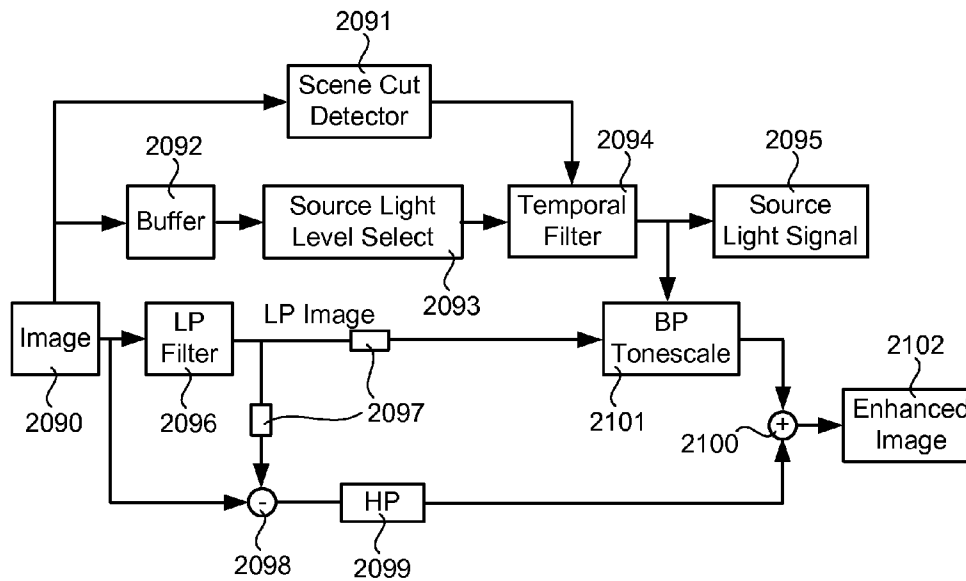 2091
Scene Cut
Detector
2092
Buffer
Source Light
Level Select
2093
2094
Temporal
Filter
2095
Source
Light Signal
Image
2090
LP
Filter
2096
LP Image
2097
BP
Tonescale
2101
2100
+
2102
Enhanced
Image
-
2098
HP
2099